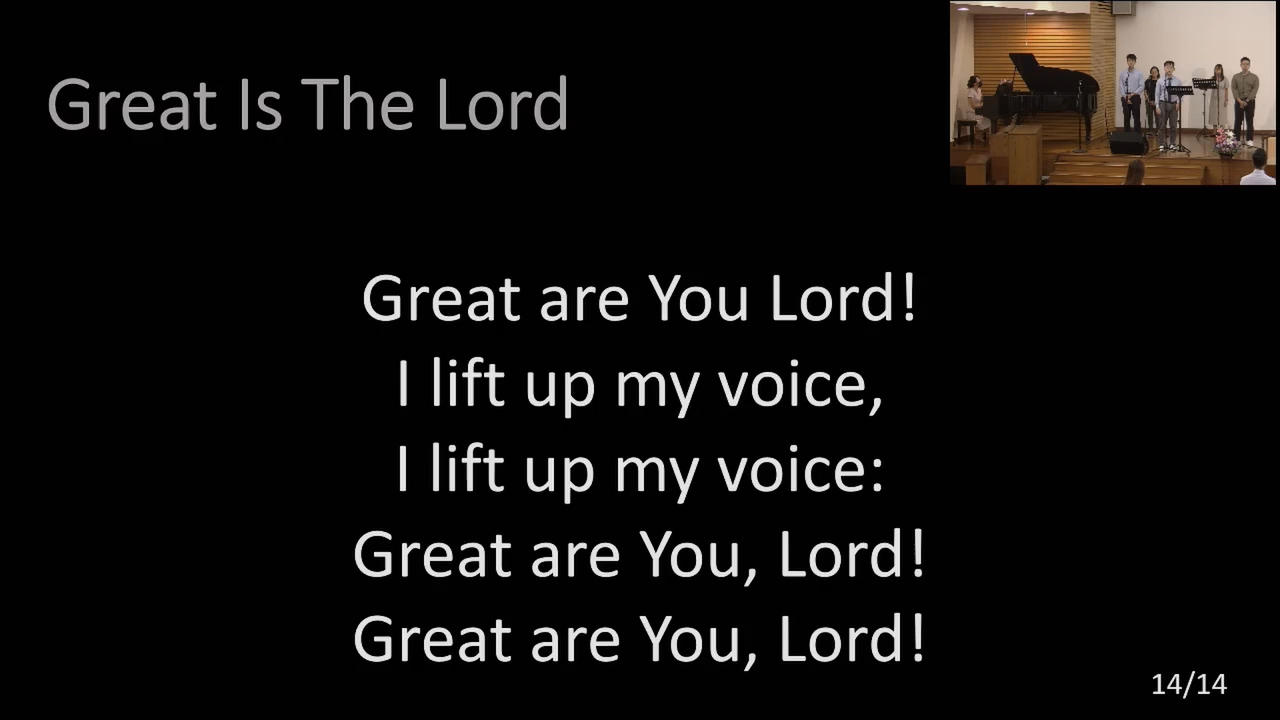 Great Is The Lord
Great are You Lord!
I lift up my voice,
I lift up my voice:
Great are You, Lord!
Great are You, Lord!
14/14